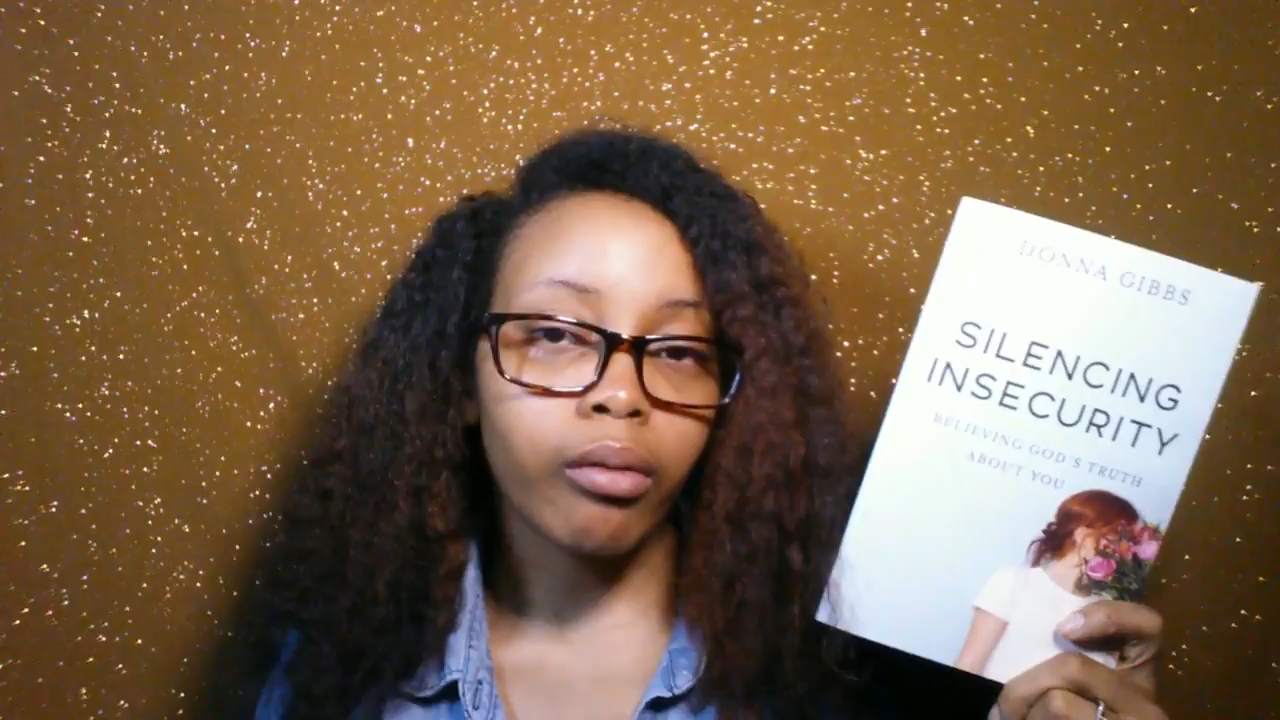 DONNA GIBBS
SILENCING
INSECURITY
BELIEVING GOD'S TRUTH
ABOUT YOU